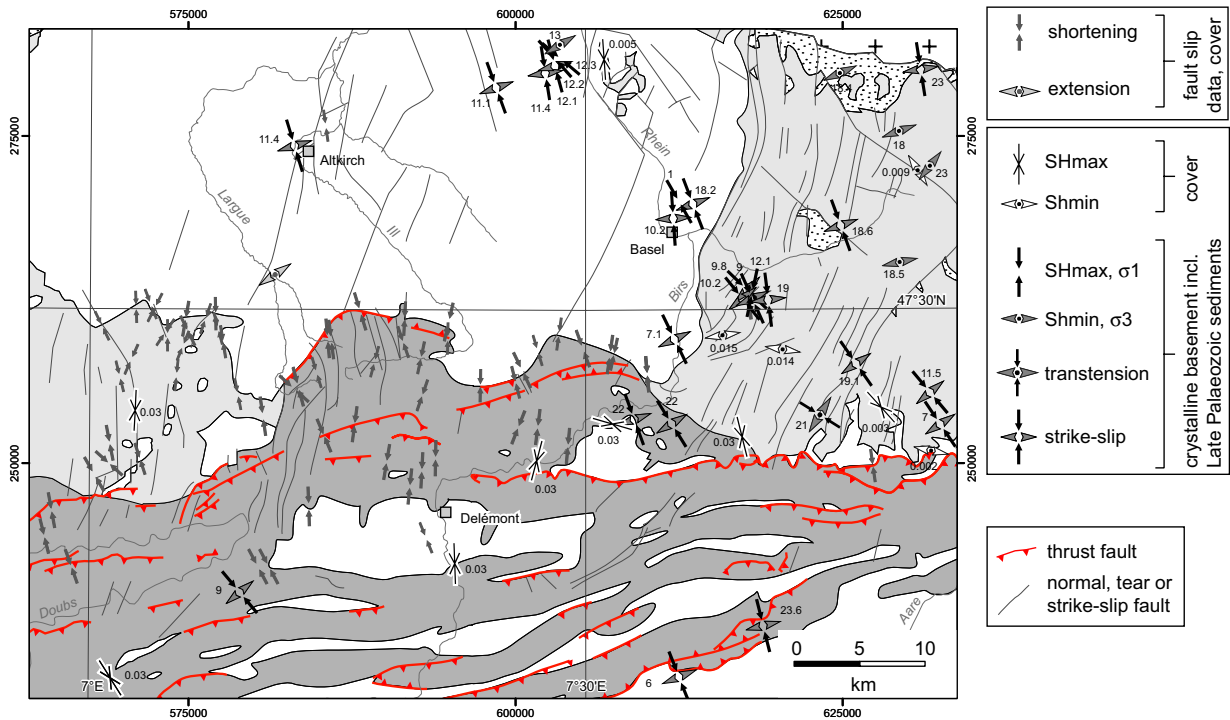 575000
600000
625000
275000
250000
275000
250000
13
0.005
12.3
12.2
12.1
11.4
11.1
11.4
Altkirch
Rhein
Largue
Ill
1
18.2
10.2
Basel
Birs
18.4
23
18
0.009
23
18.6
18.5
47°30'N
9.8
9
12.1
10.2
19
7.1
0.015
0.014
19.1
11.5
7
0.003
0.002
21
22
22
0.03
0.03
0.03
0.03
0.03
Delémont
0.03
9
Doubs
7°E
7°30'E
23.6
6
Aare
0 5 10
km
575000
600000
625000
shortening
extension
fault slip
data, cover
SHmax
Shmin
cover
SHmax, σ1
Shmin, σ3
transtension
strike-slip
crystalline basement incl.
Late Palaeozoic sediments
thrust fault
normal, tear or
strike-slip fault